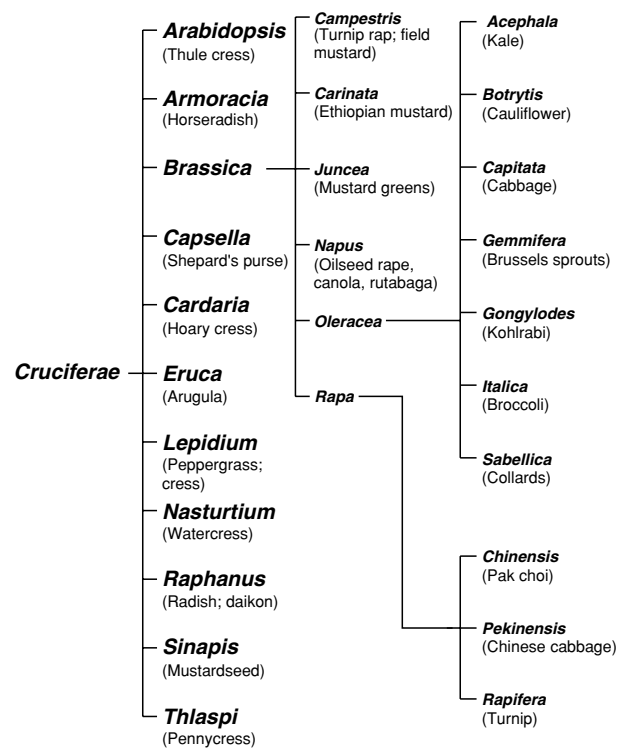 Cruciferae
Arabidopsis
(Thule cress)
Armoracia
(Horseradish)
Brassica
Capsella
(Shepard's purse)
Cardaria
(Hoary cress)
Eruca
(Arugula)
Lepidium
(Peppergrass;
cress)
Nasturtium
(Watercress)
Raphanus
(Radish; daikon)
Sinapis
(Mustardseed)
Thlaspi
(Pennycress)
Campestris
(Turnip rap; field
mustard)
Carinata
(Ethiopian mustard)
Juncea
(Mustard greens)
Napus
(Oilseed rape,
canola, rutabaga)
Oleracea
Rapa
Acephala
(Kale)
Botrytis
(Cauliflower)
Capitata
(Cabbage)
Gemmifera
(Brussels sprouts)
Gongylodes
(Kohlrabi)
Italica
(Broccoli)
Sabellica
(Collards)
Chinensis
(Pak choi)
Pekinensis
(Chinese cabbage)
Rapifera
(Turnip)